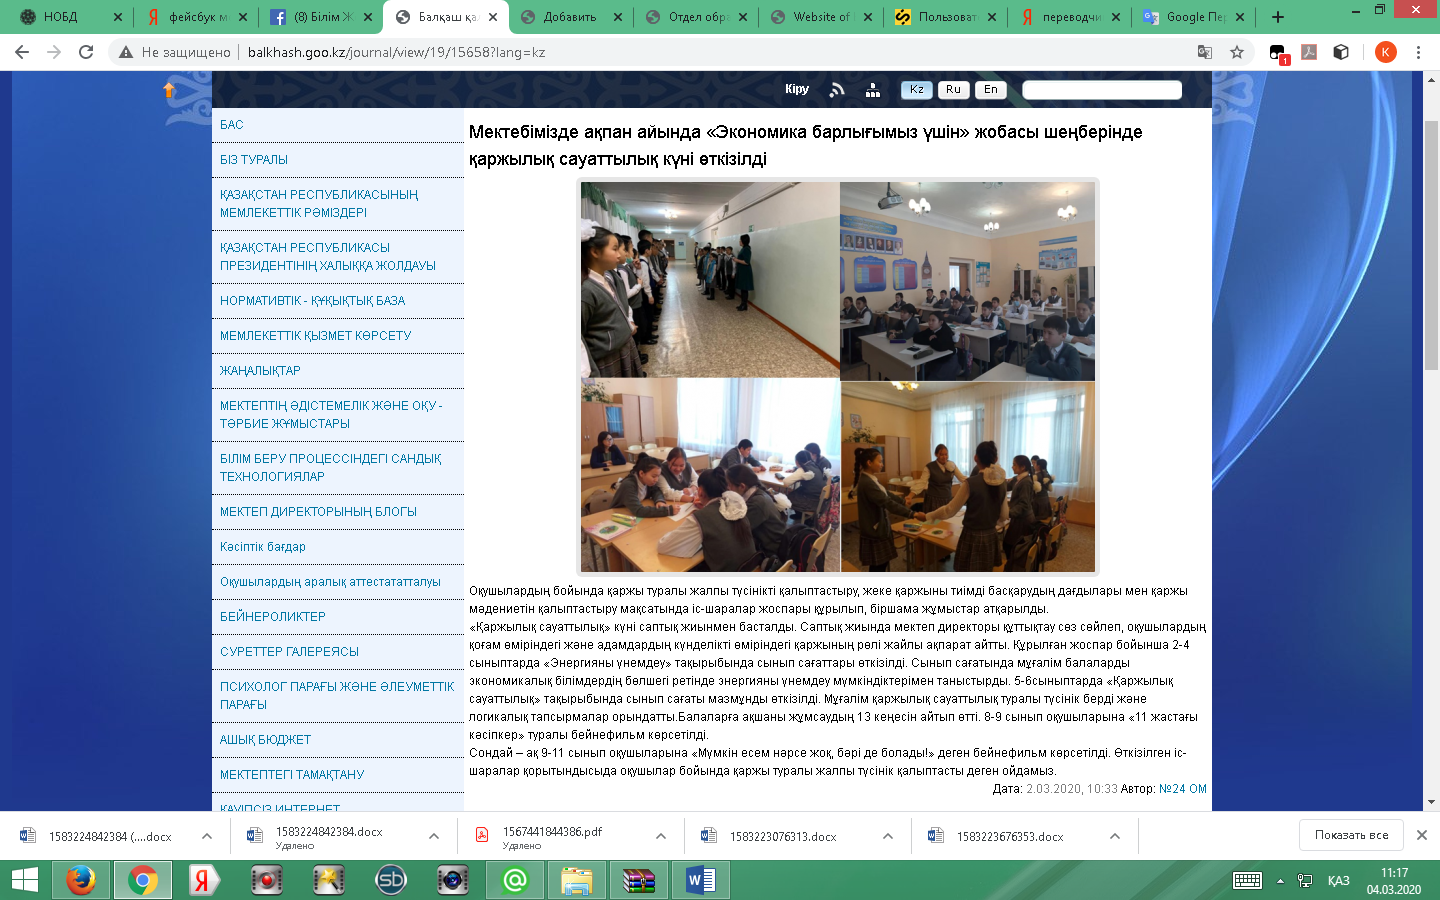 НОБД
фейсбук м
(8) Білім Ж
Балқаш қал
Добавить
Отдел обра
Website of
Пользоват
переводчи
Google Пер
Не защищено
balkhash.goo.kz/journal/view/19/15658?lang=kz
1
K
Кіру
Kz
Ru
En
БАС
БІЗ ТУРАЛЫ
ҚАЗАҚСТАН РЕСПУБЛИКАСЫНЫҢ
МЕМЛЕКЕТТІК РӘМІЗДЕРІ
ҚАЗАҚСТАН РЕСПУБЛИКАСЫ
ПРЕЗИДЕНТІНІҢ ХАЛЫҚҚА ЖОЛДАУЫ
НОРМАТИВТІК - ҚҰҚЫҚТЫҚ БАЗА
МЕМЛЕКЕТТІК ҚЫЗМЕТ КӨРСЕТУ
ЖАҢАЛЫҚТАР
МЕКТЕПТІҢ ӘДІСТЕМЕЛІК ЖӘНЕ ОҚУ -
ТӘРБИЕ ЖҰМЫСТАРЫ
БІЛІМ БЕРУ ПРОЦЕССІНДЕГІ САНДЫҚ
ТЕХНОЛОГИЯЛАР
МЕКТЕП ДИРЕКТОРЫНЫҢ БЛОГЫ
Кәсіптік бағдар
Оқушылардың аралық аттестататталуы
БЕЙНЕРОЛИКТЕР
СУРЕТТЕР ГАЛЕРЕЯСЫ
ПСИХОЛОГ ПАРАҒЫ ЖӘНЕ ӘЛЕУМЕТТІК
ПАРАҒЫ
АШЫҚ БЮДЖЕТ
МЕКТЕПТЕГІ ТАМАҚТАНУ
ҚАУІПСІЗ ИНТЕРНЕТ
Мектебімізде ақпан айында «Экономика барлығымыз үшін» жобасы шеңберінде
қаржылық сауаттылық күні өткізілді
Оқушылардың бойында қаржы туралы жалпы түсінікті қалыптастыру, жеке қаржыны тиімді басқарудың дағдылары мен қаржы
мәдениетін қалыптастыру мақсатында іс-шаралар жоспары құрылып, біршама жұмыстар атқарылды.
«Қаржылық сауаттылық» күні саптық жиынмен басталды. Саптық жиында мектеп директоры құттықтау сөз сөйлеп, оқушылардың
қоғам өміріндегі және адамдардың күнделікті өміріндегі қаржының рөлі жайлы ақпарат айтты. Құрылған жоспар бойынша 2-4
сыныптарда «Энергияны үнемдеу» тақырыбында сынып сағаттары өткізілді. Сынып сағатында мұғалім балаларды
экономикалық білімдердің бөлшегі ретінде энергияны үнемдеу мүмкіндіктерімен таныстырды. 5-6сыныптарда «Қаржылық
сауаттылық» тақырыбында сынып сағаты мазмұнды өткізілді. Мұғалім қаржылық сауаттылық туралы түсінік берді және
логикалық тапсырмалар орындатты.Балаларға ақшаны жұмсаудың 13 кеңесін айтып өтті. 8-9 сынып оқушыларына «11 жастағы
кәсіпкер» туралы бейнефильм көрсетілді.
Сондай – ақ 9-11 сынып оқушыларына «Мүмкін есем нәрсе жоқ, бәрі де болады!» деген бейнефильм көрсетілді. Өткізілген іс-
шаралар қорытындысыда оқушылар бойында қаржы туралы жалпы түсінік қалыптасты деген ойдамыз.
Дата: 2.03.2020, 10:33 Автор: №24 ОМ
1583224842384 (....docx
1583224842384.docx
Удалено
1567441844386.pdf
Удалено
1583223076313.docx
1583223676353.docx
Показать все
ҚАЗ
11:17
04.03.2020